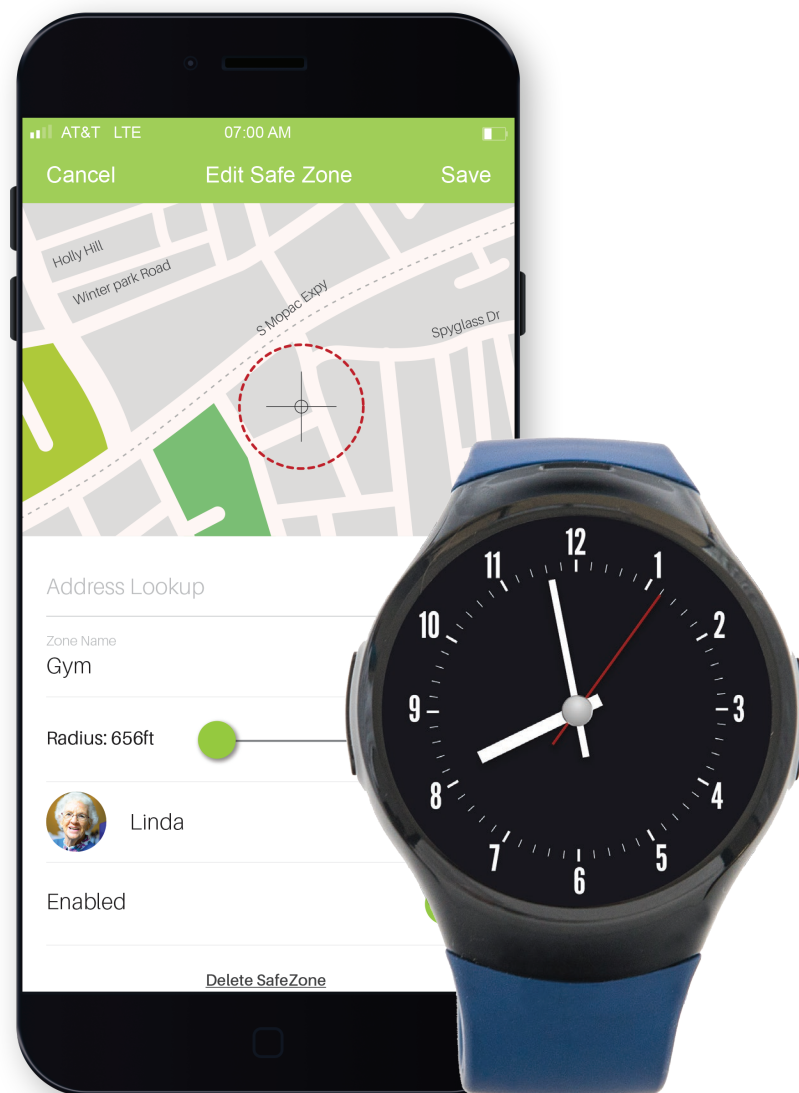 AT&T LTE 07:00 AM
Cancel Edit Safe Zone Save
Holly Hill
Winter park Road
S Mopac Expy
Spyglass Dr
Address Lookup
Zone Name
Gym
Radius: 656ft
Linda
Enabled
Delete SafeZone
12
11 1
10 2
9 3
8 4
7 5
6